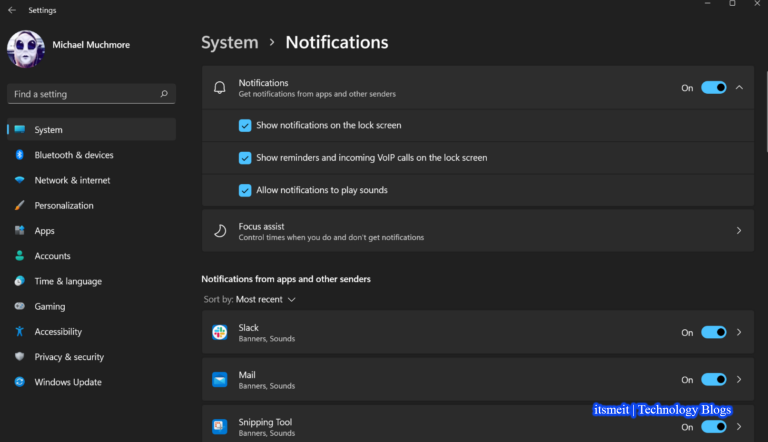 Settings
Michael Muchmore
Find a setting
System
Bluetooth & devices
Network & internet
Personalization
Apps
Accounts
Time & language
Gaming
Accessibility
Privacy & security
Windows Update
System > Notifications
Notifications
Get notifications from apps and other senders
On
Show notifications on the lock screen
Show reminders and incoming VoIP calls on the lock screen
Allow notifications to play sounds
Focus assist
Control times when you do and don't get notifications
Notifications from apps and other senders
Sort by: Most recent
Slack
Banners, Sounds
On
Mail
Banners, Sounds
On
Snipping Tool
Banners, Sounds
On
itsmeit | Technology Blogs